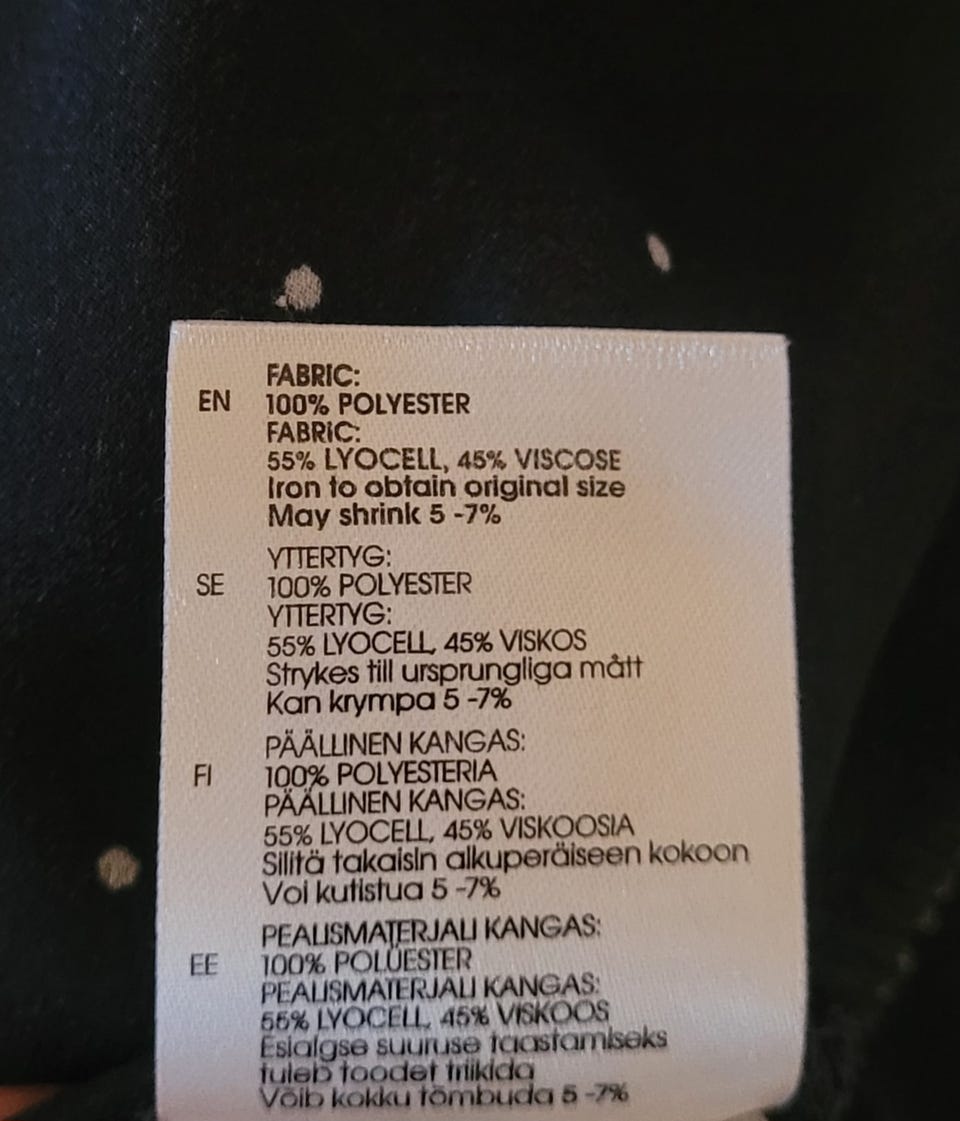 FABRIC:
EN 100% POLYESTER
FABRIC:
55% LYOCELL, 45% VISCOSE
Iron to obtain original size
May shrink 5 -7%
YTTERTYG:
SE 100% POLYESTER
YTTERTYG:
55% LYOCELL, 45% VISKOS
Strykes till ursprungliga mått
Kan krympa 5 -7%
PÄÄLLINEN KANGAS:
FI 100% POLYESTERIA
PÄÄLLINEN KANGAS:
55% LYOCELL, 45% VISKOOSIA
Silitä takaisin alkuperäiseen kokoon
Voi kutistua 5 -7%
PEALISMATERJALI KANGAS:
EE 100% POLÜESTER
PEALISMATERJALI KANGAS:
55% LYOCELL, 45% VISKOOS
Esialgse suuruse taastamiseks
tuleb toodet triikida
Võib kokku tõmbuda 5 -7%